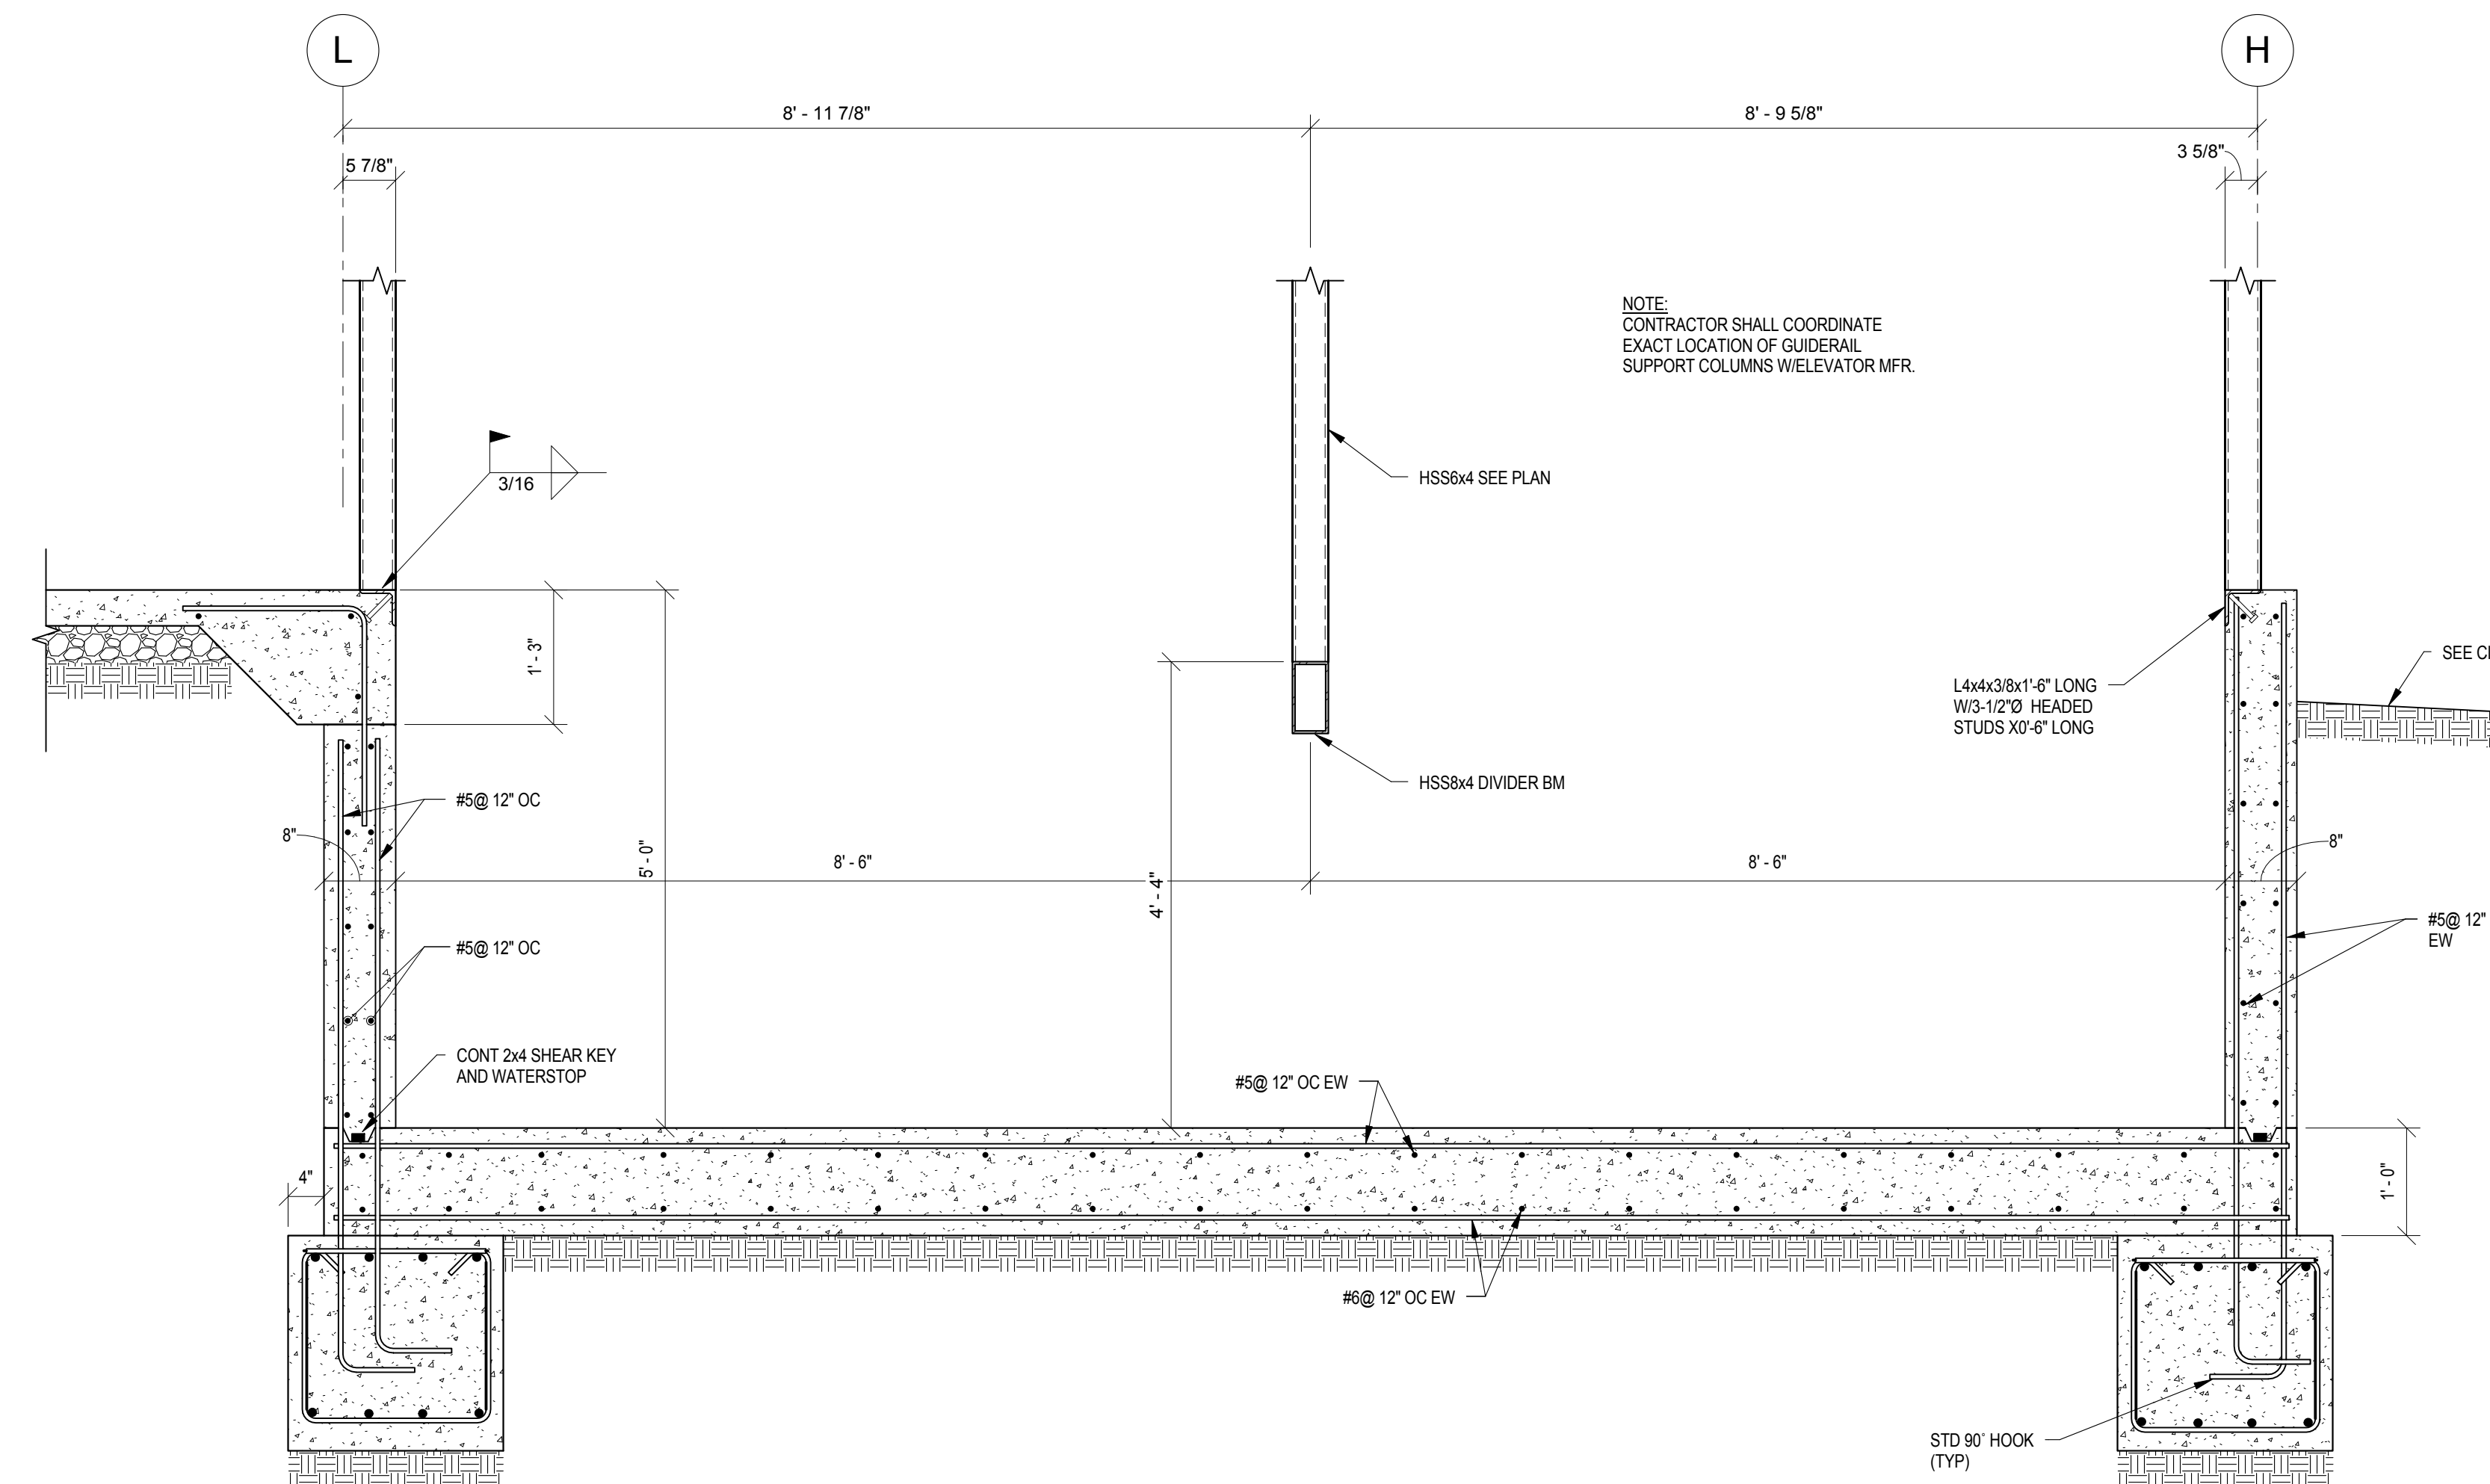 L
H
8' - 11 7/8"
8' - 9 5/8"
5 7/8"
3 5/8"
NOTE:
CONTRACTOR SHALL COORDINATE
EXACT LOCATION OF GUIDERAIL
SUPPORT COLUMNS W/ELEVATOR MFR.
3/16
HSS6x4 SEE PLAN
1' - 3"
SEE
L4x4x3/8x1'-6" LONG
W/3-1/2"Ø HEADED
STUDS X0'-6" LONG
HSS8x4 DIVIDER BM
#5@ 12" OC
8"
5' - 0"
8' - 6"
4' - 4"
8' - 6"
8"
#5@ 12"
EW
#5@ 12" OC
CONT 2x4 SHEAR KEY
AND WATERSTOP
#5@ 12" OC EW
4"
1' - 0"
#6@ 12" OC EW
STD 90° HOOK
(TYP)